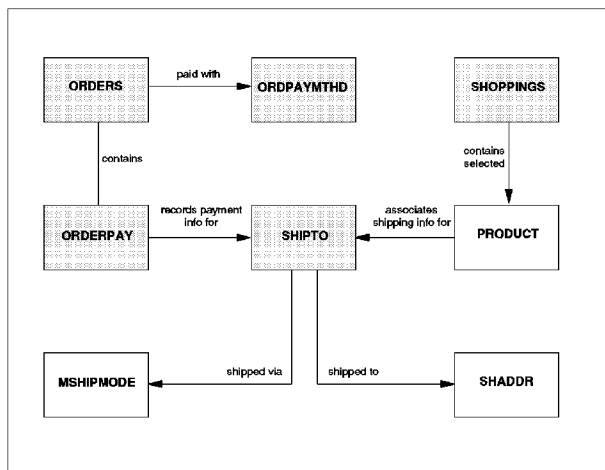 paid with
ORDERS
ORDPAYMTHD
SHOPPINGS
contains
contains
selected
records payment
info for
associates
shipping info for
ORDERPAY
SHIPTO
PRODUCT
shipped via
shipped to
MSHIPMODE
SHADDR